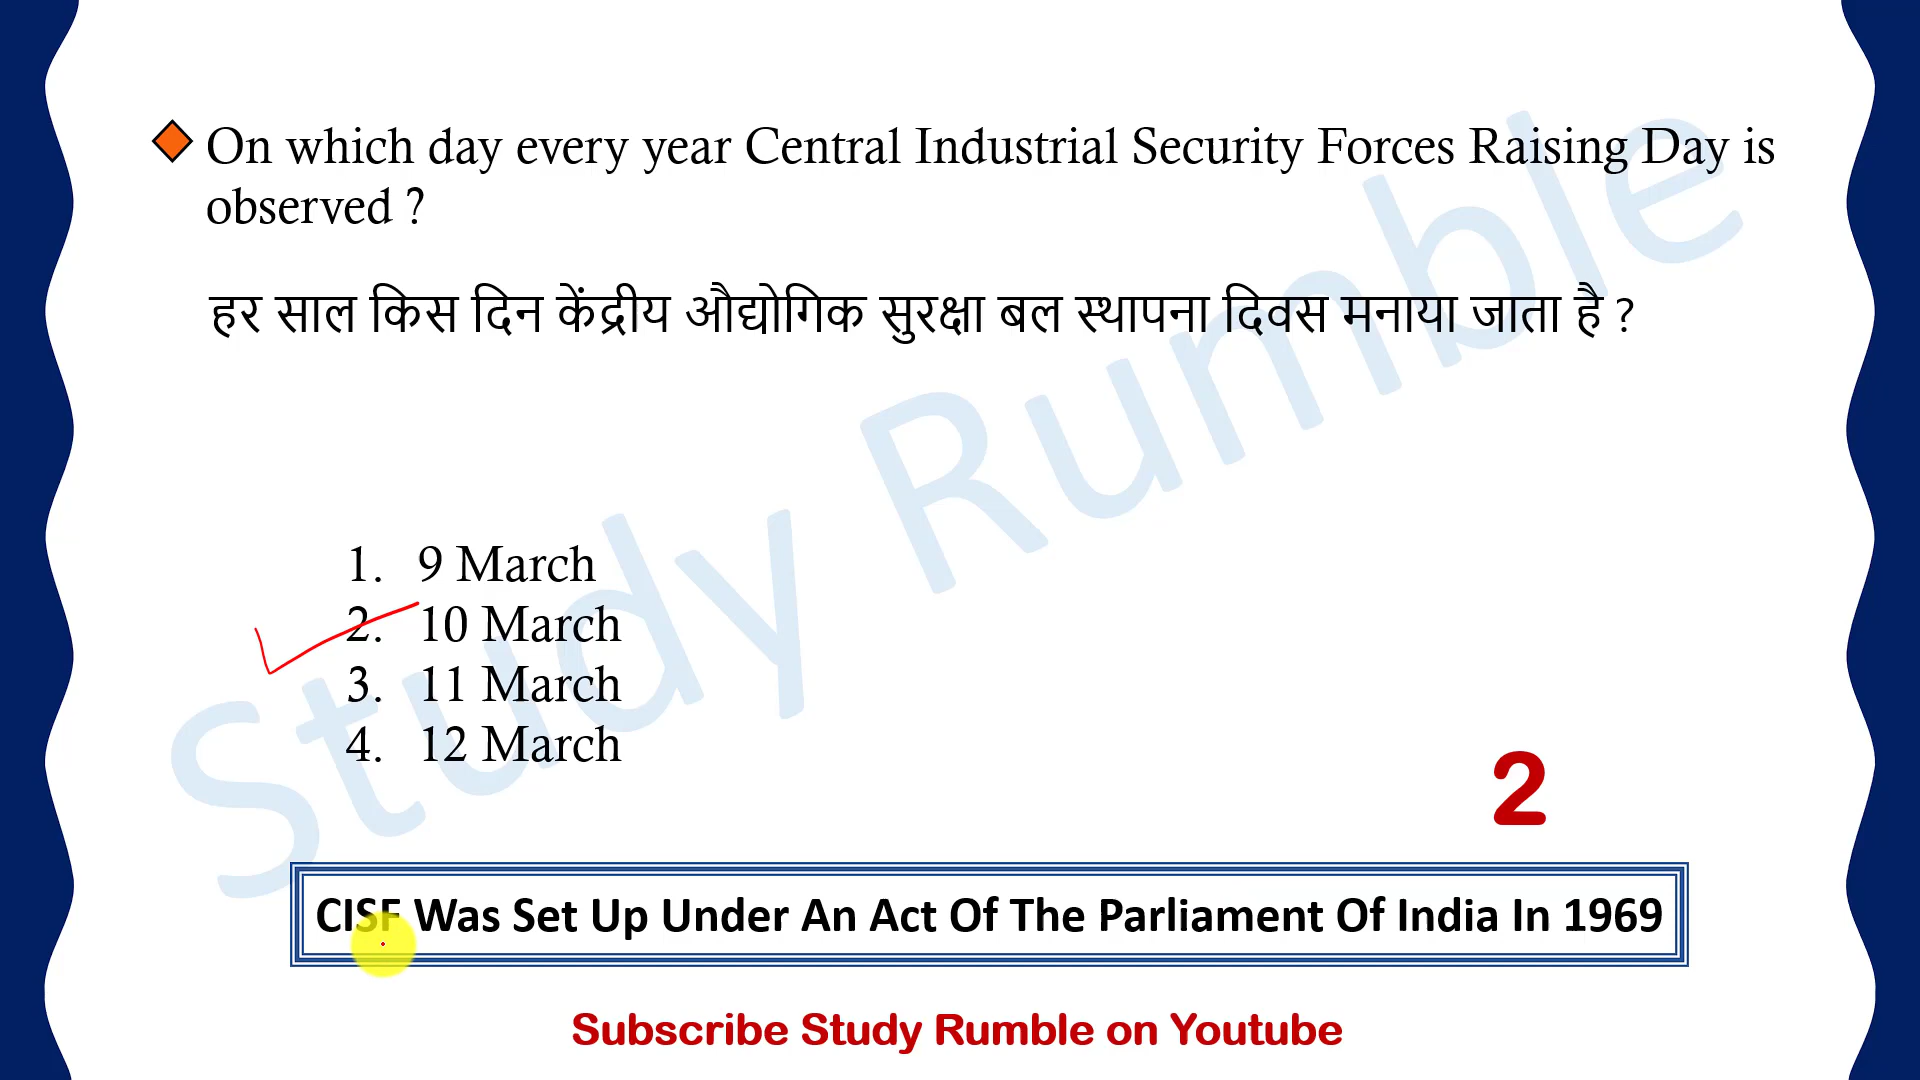 On which day every year Central Industrial Security Forces Raising Day is
observed ?
हर साल किस दिन केंद्रीय औद्योगिक सुरक्षा बल स्थापना दिवस मनाया जाता है ?
Study Rumble
1. 9 March
2. 10 March
3. 11 March
4. 12 March
2
CISF Was Set Up Under An Act Of The Parliament Of India In 1969
Subscribe Study Rumble on Youtube